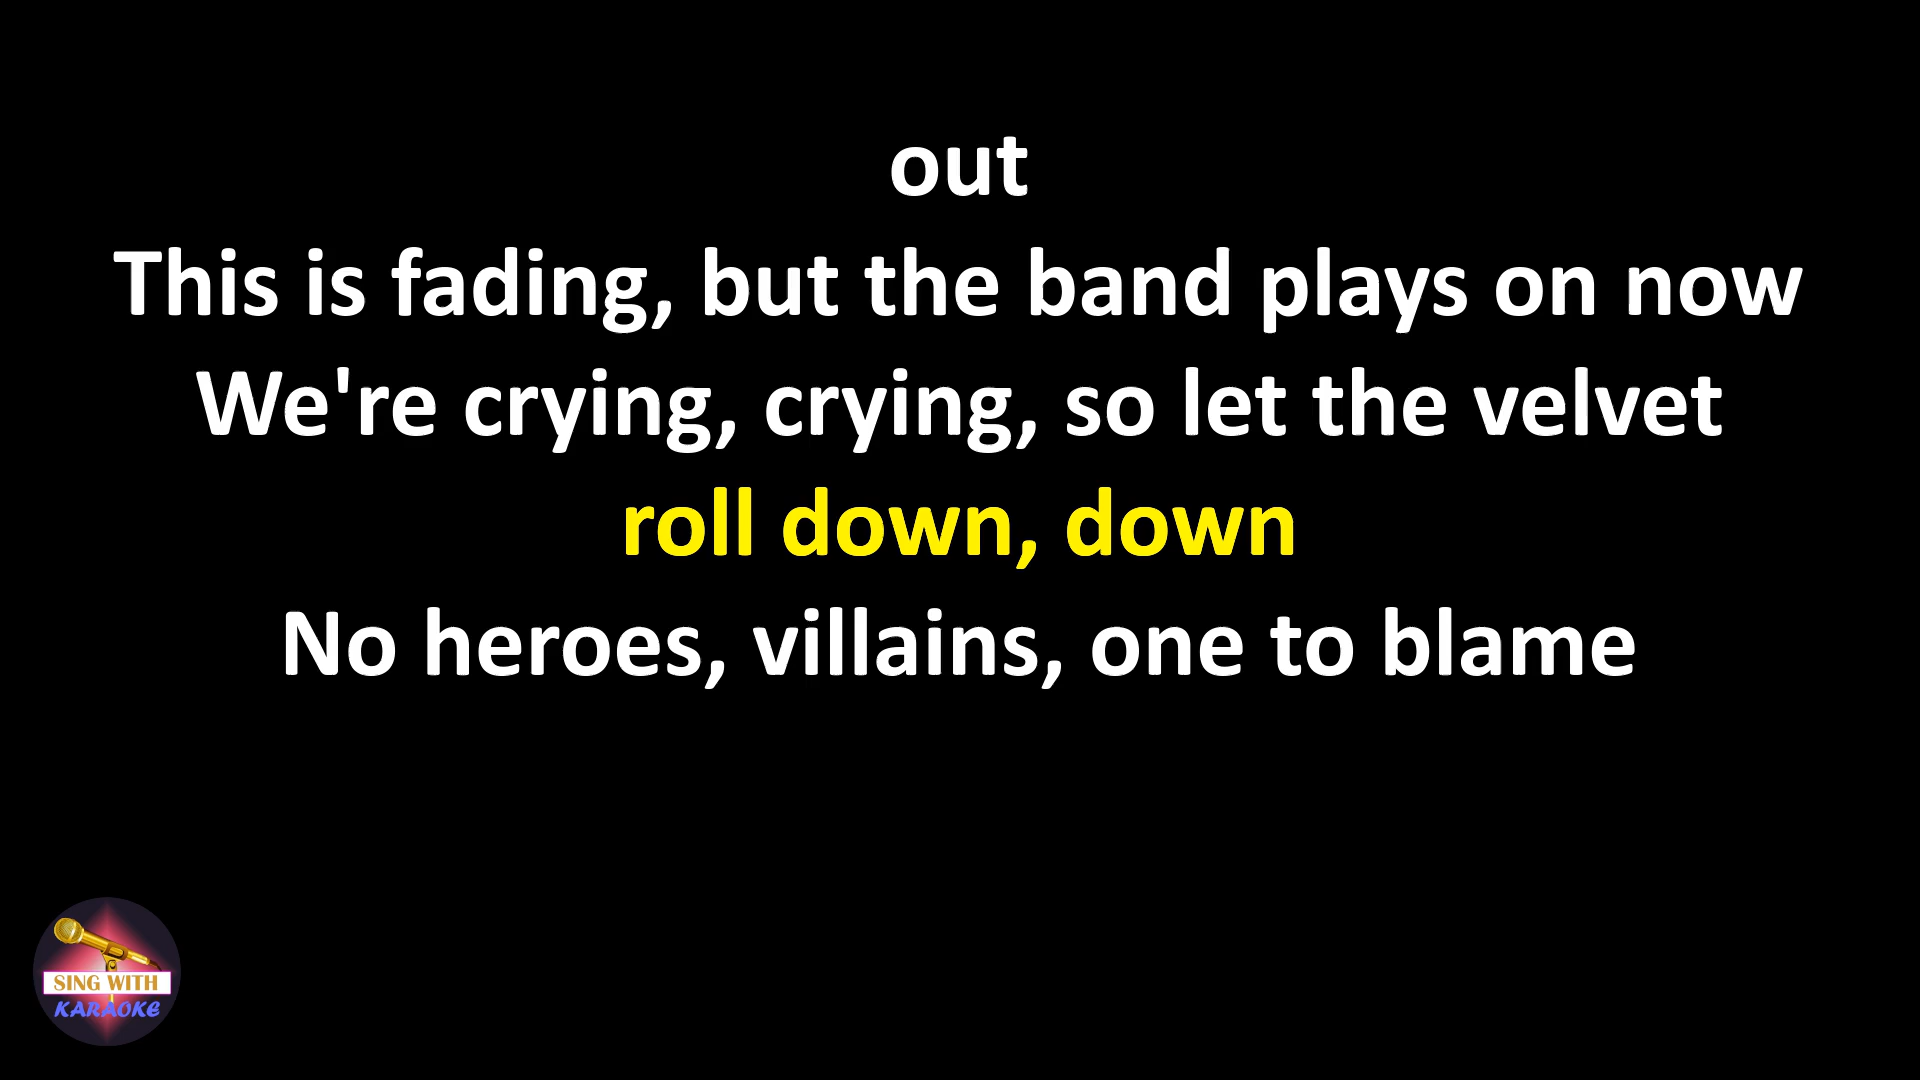 out
This is fading, but the band plays on now
We're crying, crying, so let the velvet
roll down, down
No heroes, villains, one to blame
SING WITH
KARAOKE